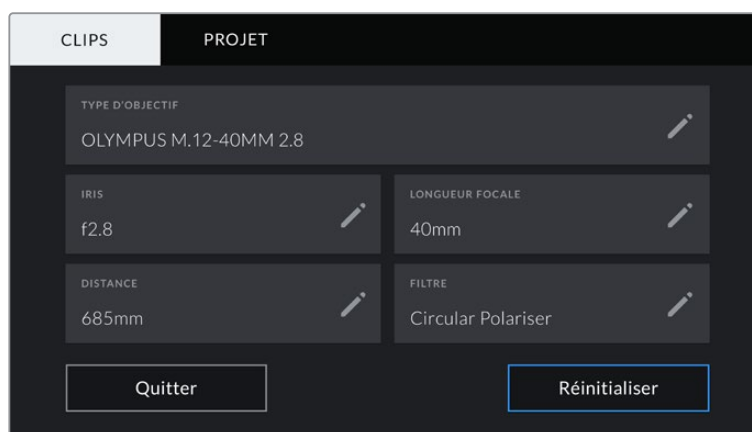 CLIPS
PROJET
TYPE D'OBJECTIF
OLYMPUS M.12-40MM 2.8
IRIS
f2.8
LONGUEUR FOCALE
40mm
DISTANCE
685mm
FILTRE
Circular Polariser
Quitter
Réinitialiser